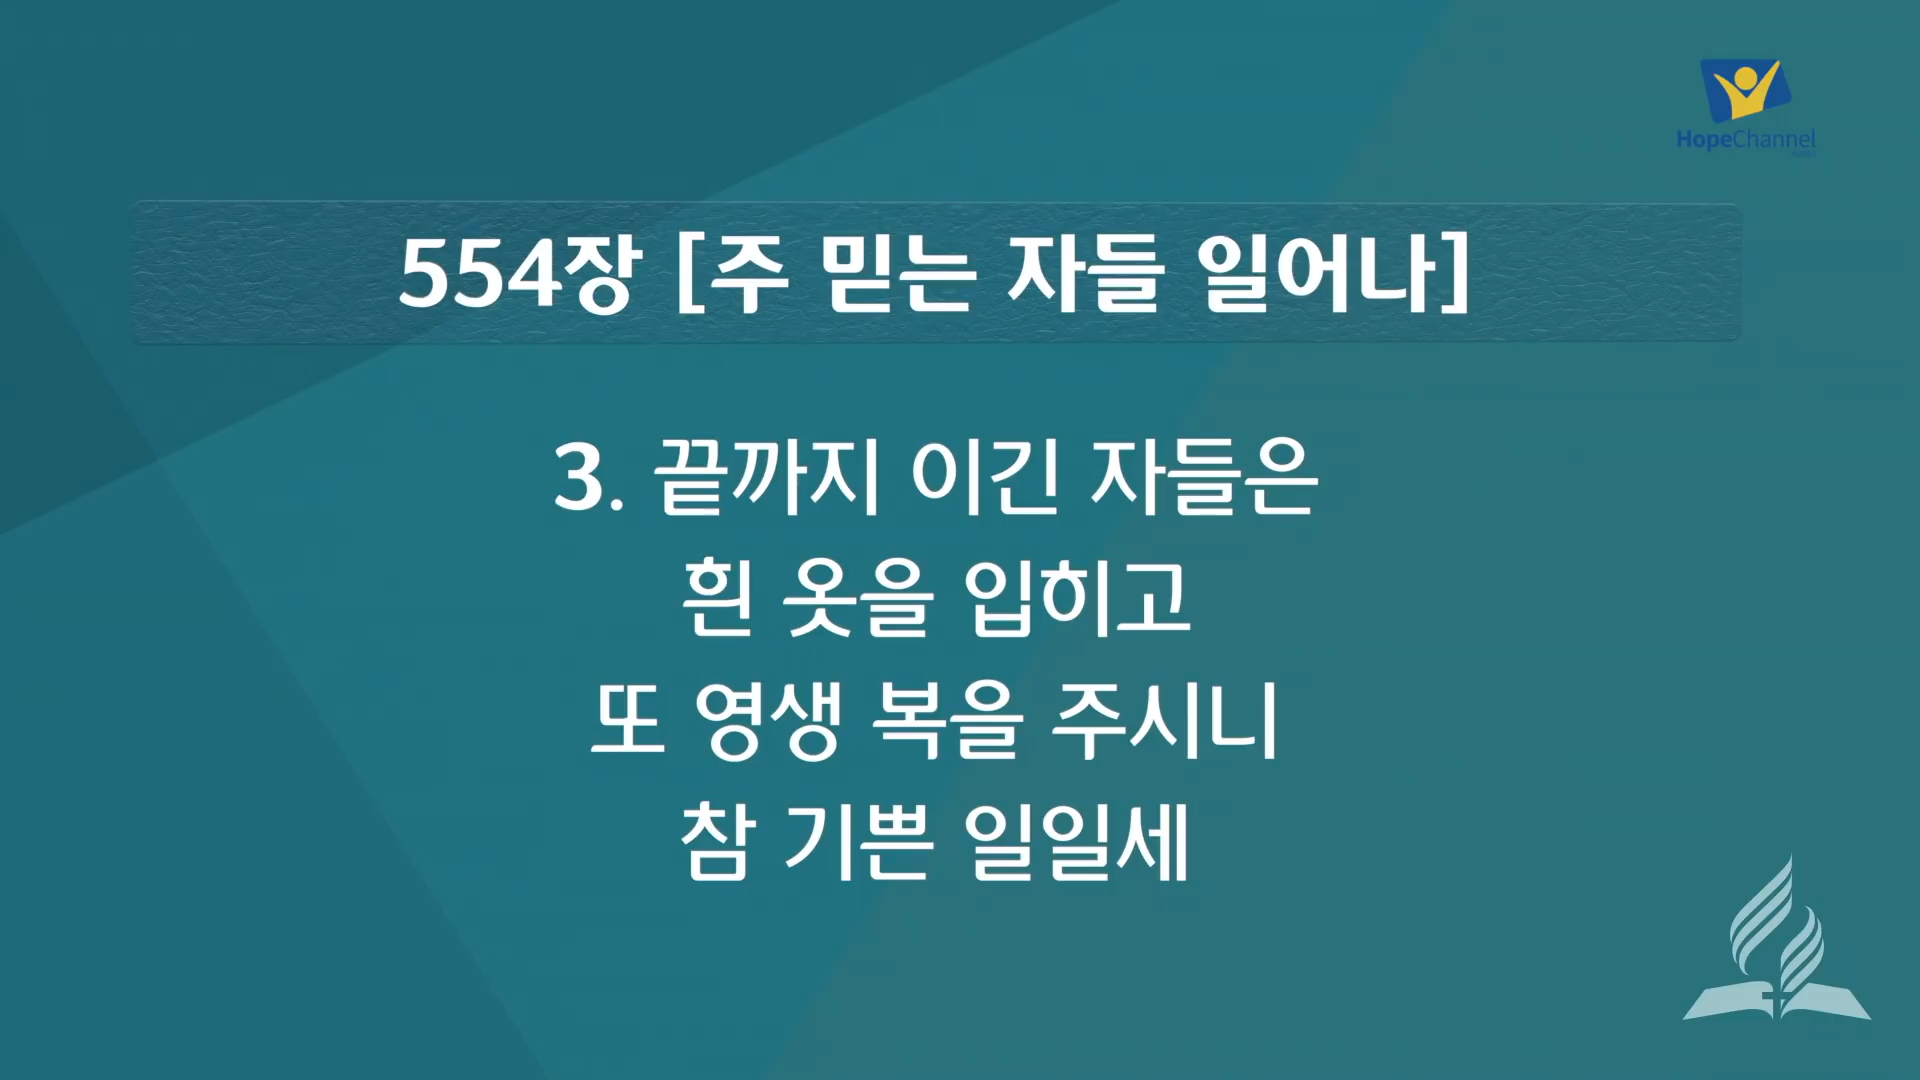 HopeChannel
554장 [주 믿는 자들 일어나]
3. 끝까지 이긴 자들은
흰 옷을 입히고
또 영생 복을 주시니
참 기쁜 일일세